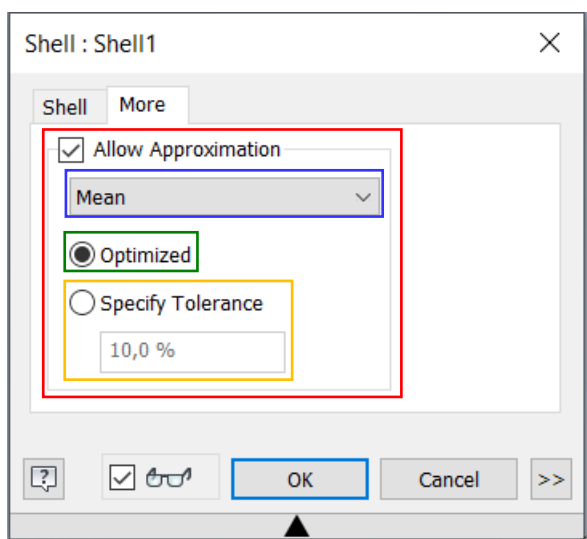 Shell : Shell1
Shell More
Allow Approximation
Mean
Optimized
Specify Tolerance
10,0 %
?
OK Cancel >>